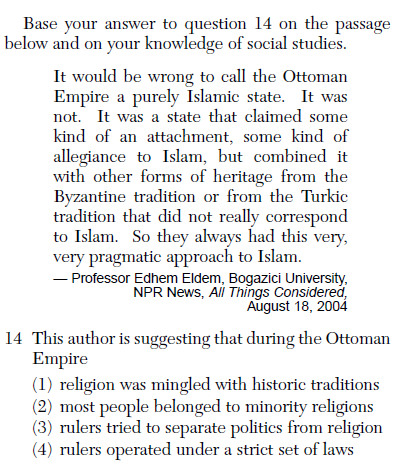 Base your answer to question 14 on the passage
below and on your knowledge of social studies.
It would be wrong to call the Ottoman
Empire a purely Islamic state. It was
not. It was a state that claimed some
kind of an attachment, some kind of
allegiance to Islam, but combined it
with other forms of heritage from the
Byzantine tradition or from the Turkic
tradition that did not really correspond
to Islam. So they always had this very,
very pragmatic approach to Islam.
— Professor Edhem Eldem, Bogazici University,
NPR News, All Things Considered,
August 18, 2004
14 This author is suggesting that during the Ottoman
Empire
(1) religion was mingled with historic traditions
(2) most people belonged to minority religions
(3) rulers tried to separate politics from religion
(4) rulers operated under a strict set of laws